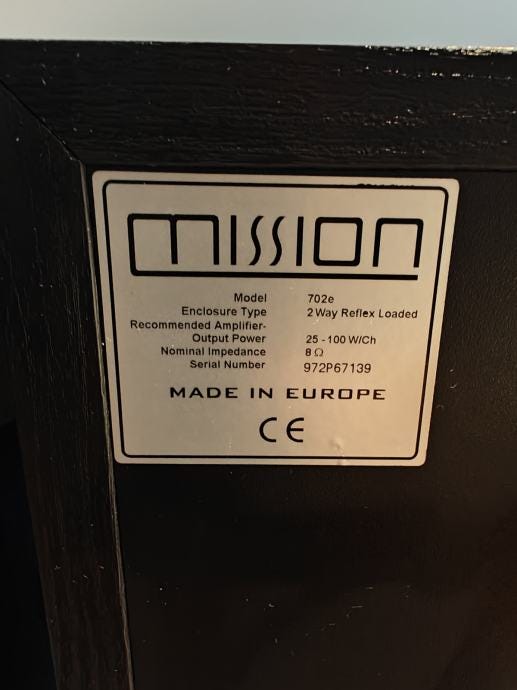 mission
Model 702e
Enclosure Type 2 Way Reflex Loaded
Recommended Amplifier-
Output Power 25 - 100 W/Ch
Nominal Impedance 8 Ω
Serial Number 972P67139
MADE IN EUROPE
CE